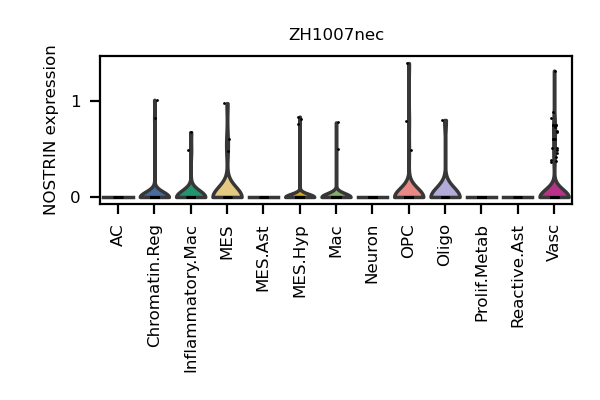 ZH1007nec
NOSTRIN expression
1
0
AC
Chromatin.Reg
Inflammatory.Mac
MES
MES.Ast
MES.Hyp
Mac
Neuron
OPC
Oligo
Prolif.Metab
Reactive.Ast
Vasc